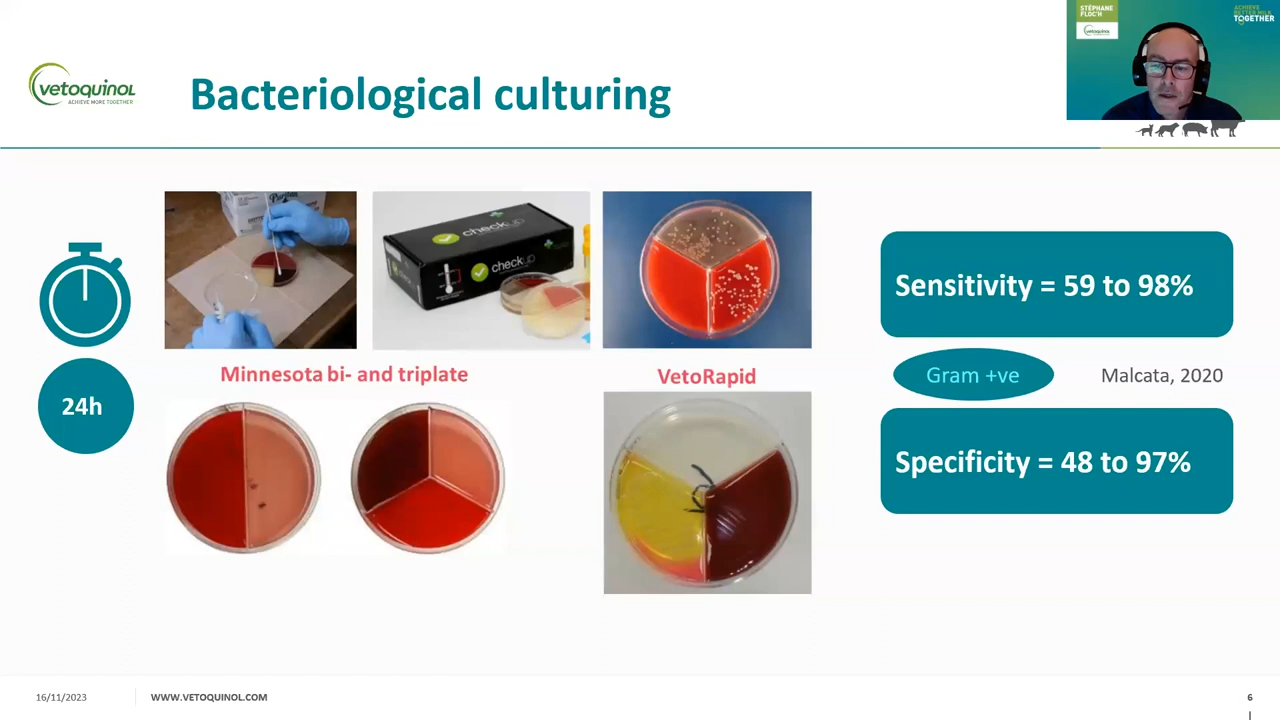 STÉPHANE
FLOC'H
vetoquinol
ACHIEVE
BETTER MILK
TOGETHER
vetoquinol
ACHIEVE MORE TOGETHER
Bacteriological culturing
checkup
checkup
24h
Minnesota bi- and triplate
VetoRapid
Sensitivity = 59 to 98%
Gram +ve
Malcata, 2020
Specificity = 48 to 97%
16/11/2023
WWW.VETOQUINOL.COM
6